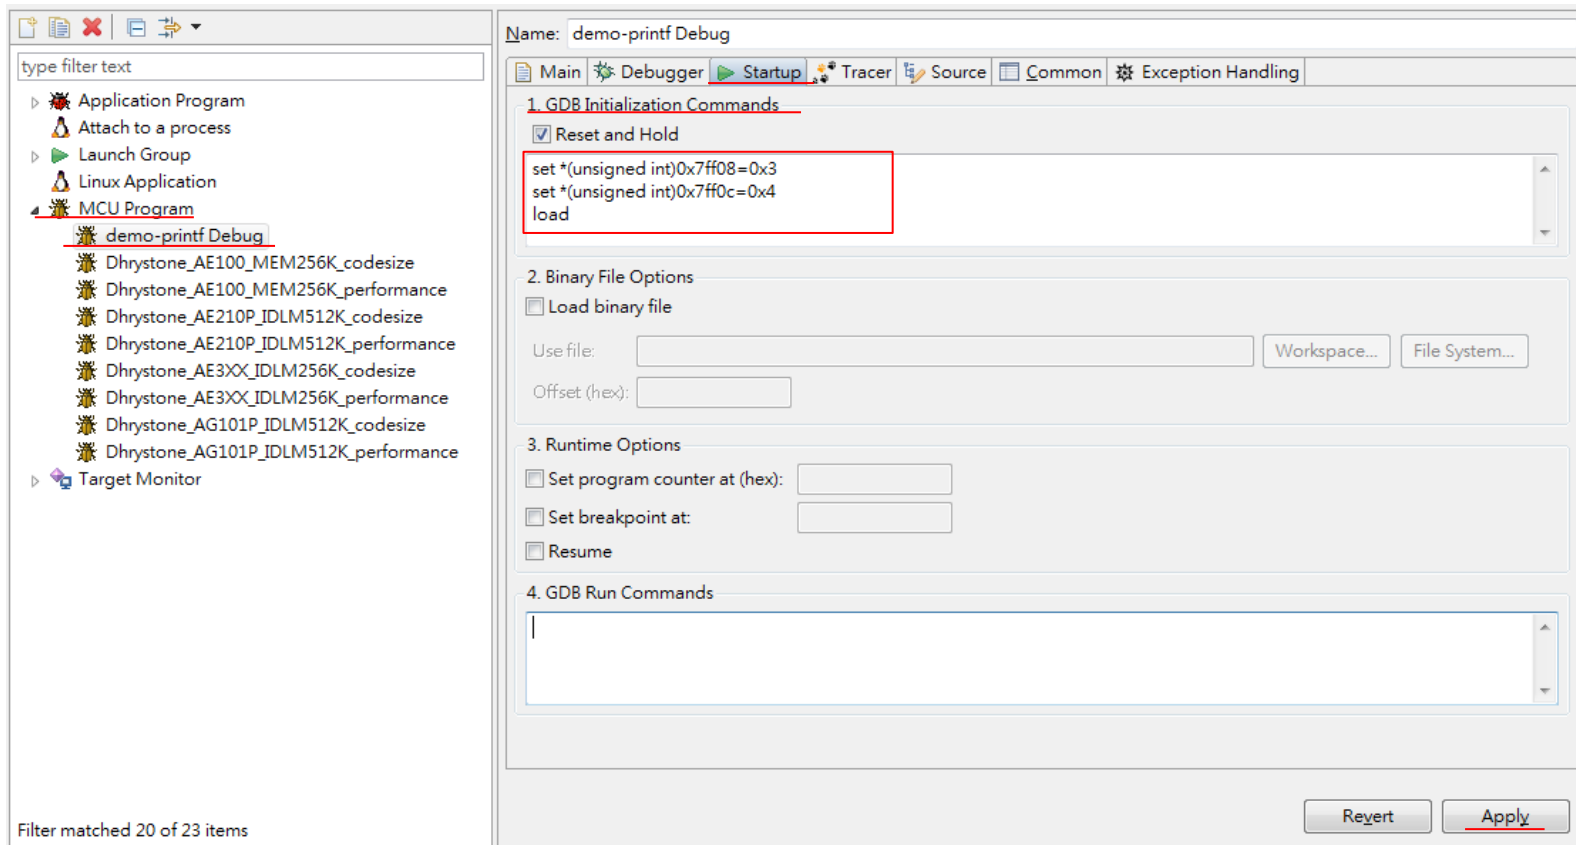 type filter text
Application Program
Attach to a process
Launch Group
Linux Application
MCU Program
demo-printf Debug
Dhrystone_AE100_MEM256K_codesize
Dhrystone_AE100_MEM256K_performance
Dhrystone_AE210P_IDLM512K_codesize
Dhrystone_AE210P_IDLM512K_performance
Dhrystone_AE3XX_IDLM256K_codesize
Dhrystone_AE3XX_IDLM256K_performance
Dhrystone_AG101P_IDLM512K_codesize
Dhrystone_AG101P_IDLM512K_performance
Target Monitor
Filter matched 20 of 23 items
Name: demo-printf Debug
Main Debugger Startup Tracer Source Common Exception Handling
1. GDB Initialization Commands
Reset and Hold
set *(unsigned int)0x7ff08=0x3
set *(unsigned int)0x7ff0c=0x4
load
2. Binary File Options
Load binary file
Use file: Workspace... File System...
Offset (hex):
3. Runtime Options
Set program counter at (hex):
Set breakpoint at:
Resume
4. GDB Run Commands
Revert Apply